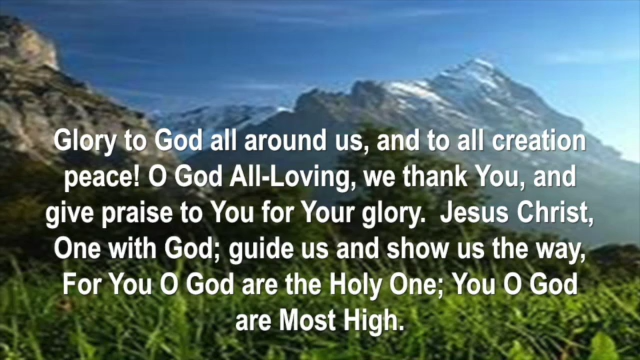 Glory to God all around us, and to all creation
peace! O God All-Loving, we thank You, and
give praise to You for Your glory.  Jesus Christ,
One with God; guide us and show us the way,
For You O God are the Holy One; You O God
are Most High.